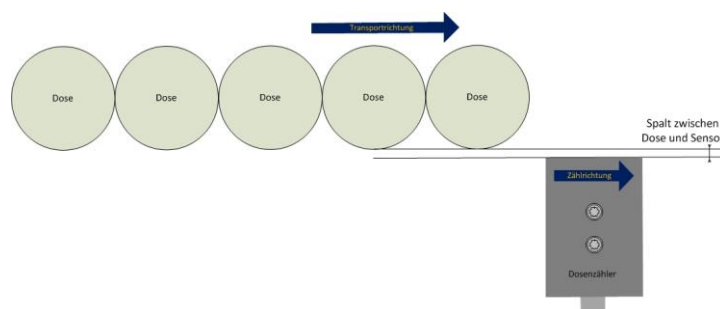 Transportrichtung
Dose
Dose
Dose
Dose
Dose
Spalt zwischen
Dose und Senso
Zählrichtung
Dosenzähler